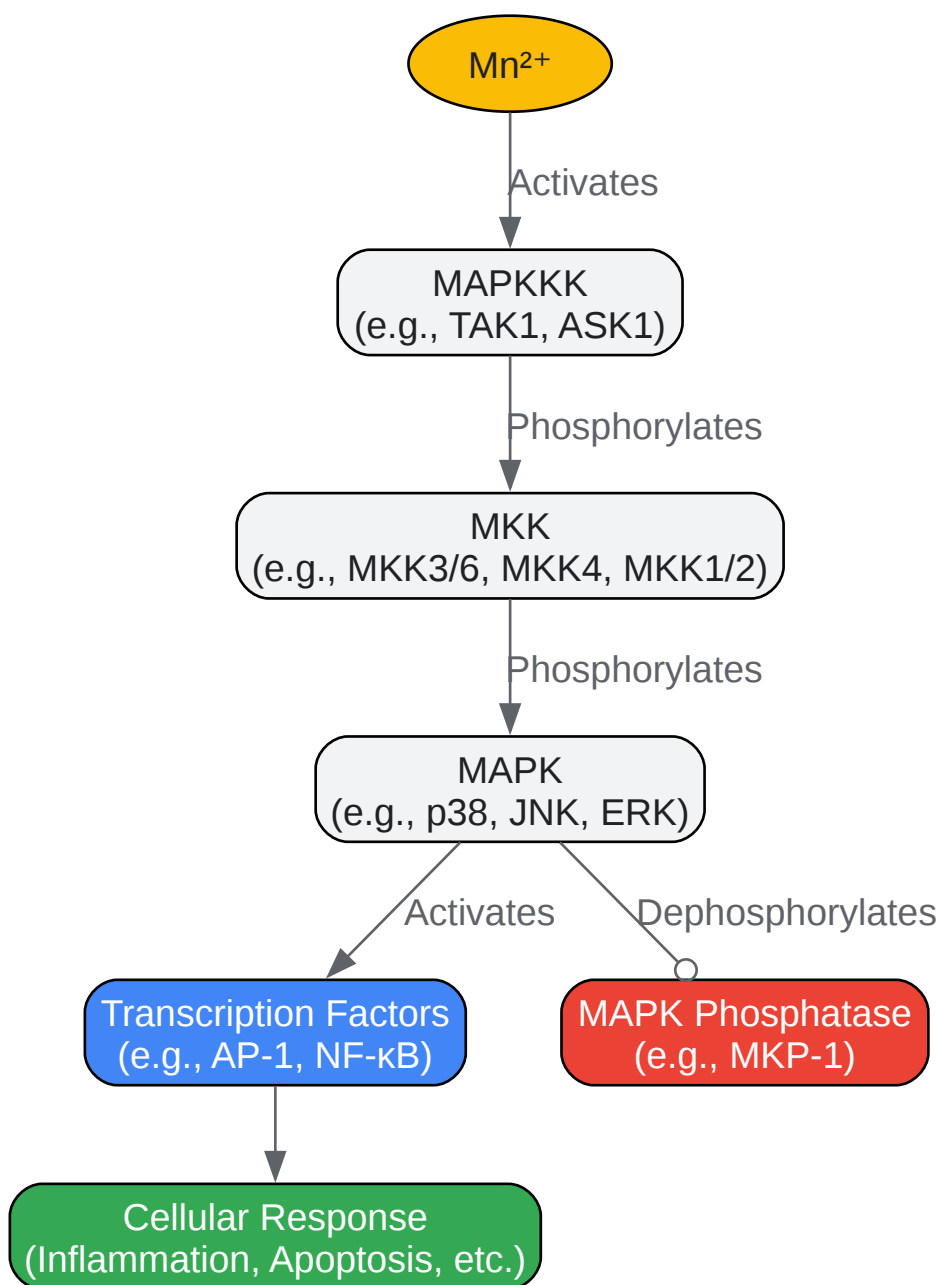 Mn²⁺
Activates
MAPKKK
(e.g., TAK1, ASK1)
Phosphorylates
MKK
(e.g., MKK3/6, MKK4, MKK1/2)
Phosphorylates
MAPK
(e.g., p38, JNK, ERK)
Activates
Dephosphorylates
Transcription Factors
(e.g., AP-1, NF-κB)
MAPK Phosphatase
(e.g., MKP-1)
Cellular Response
(Inflammation, Apoptosis, etc.)